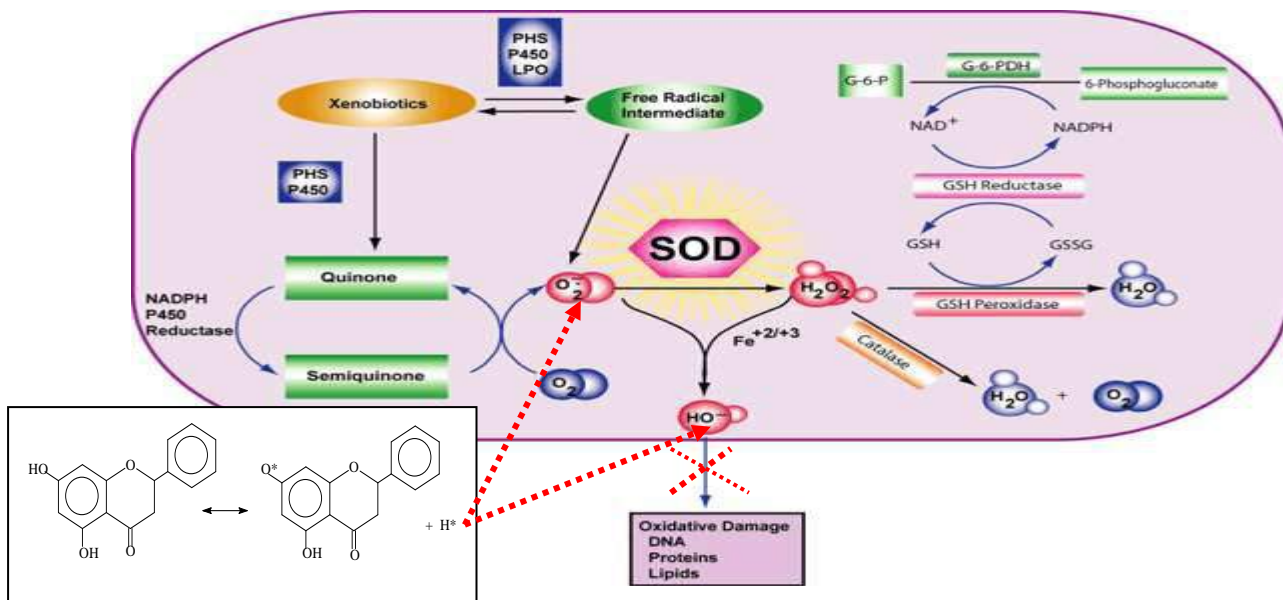 PHS
P450
LPO
Xenobiotics
Free Radical
Intermediate
PHS
P450
G-6-P
G-6-PDH
6-Phosphogluconate
NAD+
NADPH
GSH Reductase
GSH
GSSG
GSH Peroxidase
H2O
Quinone
NADPH
P450
Reductase
Semiquinone
O2-
SOD
H2O2
O2
Fe+2/+3
Catalase
H2O
+
O2
HO–
HO
O
OH
O
O*
O
OH
O
+ H*
Oxidative Damage
DNA
Proteins
Lipids